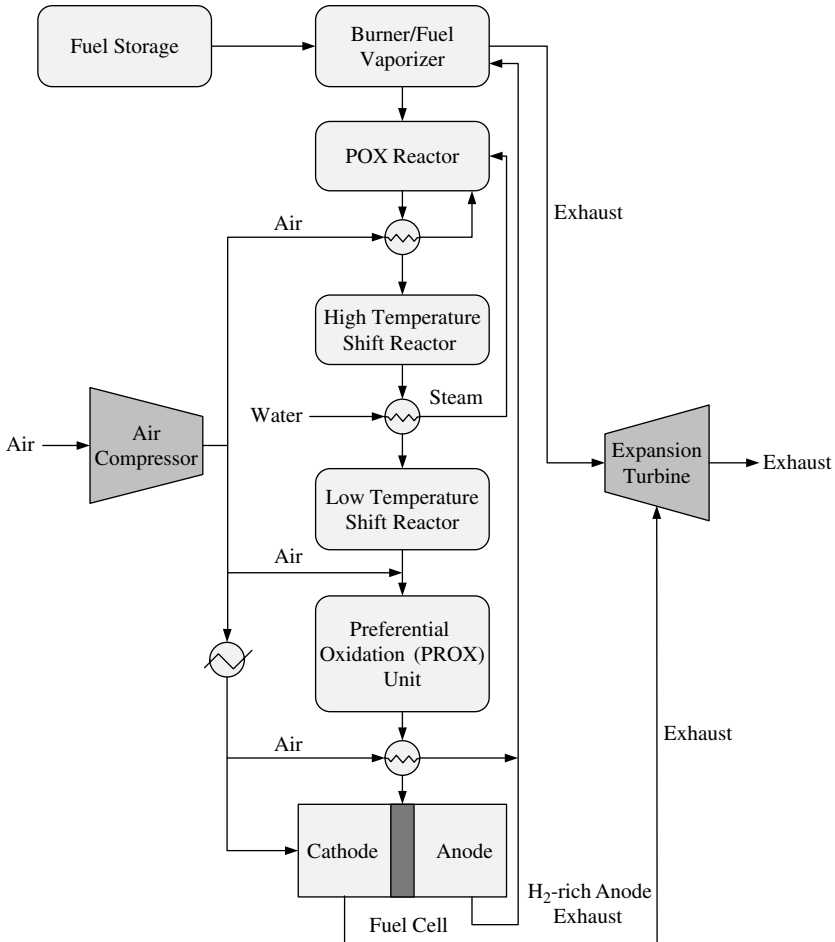 Fuel Storage
Burner/Fuel
Vaporizer
POX Reactor
Exhaust
Air
High Temperature
Shift Reactor
Steam
Water
Air
Air
Compressor
Expansion
Turbine
Exhaust
Low Temperature
Shift Reactor
Air
Preferential
Oxidation (PROX)
Unit
Air
Exhaust
Cathode
Anode
H₂-rich Anode
Exhaust
Fuel Cell